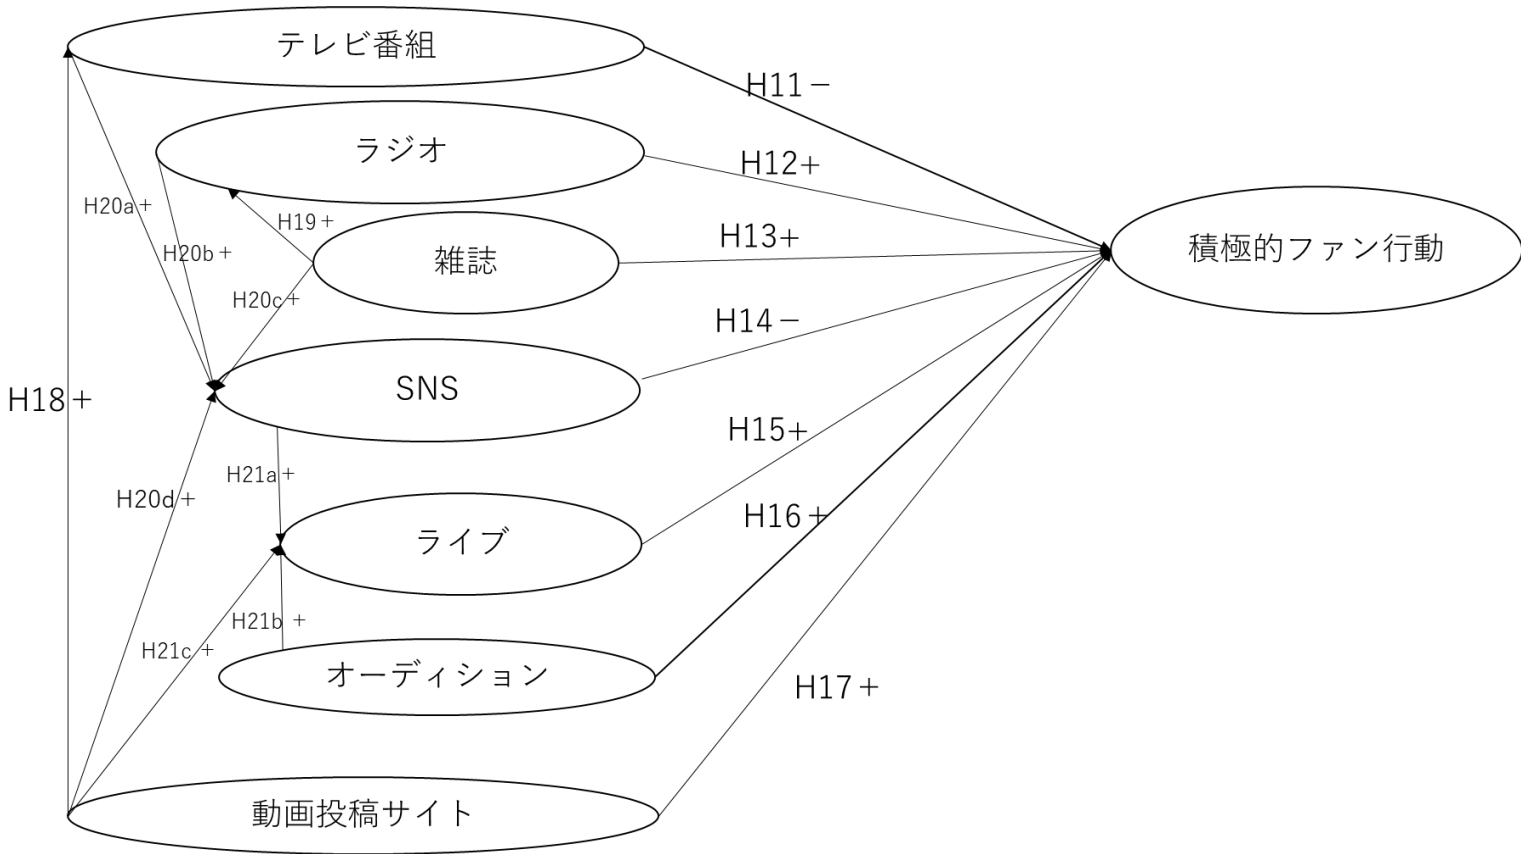 テレビ番組
H11－
ラジオ
H12+
H20a＋
H19＋
H20b＋
雑誌
H13+
積極的ファン行動
H20c＋
H14－
SNS
H18＋
H15+
H21a＋
H20d＋
ライブ
H16＋
H21b ＋
H21c＋
オーディション
H17＋
動画投稿サイト